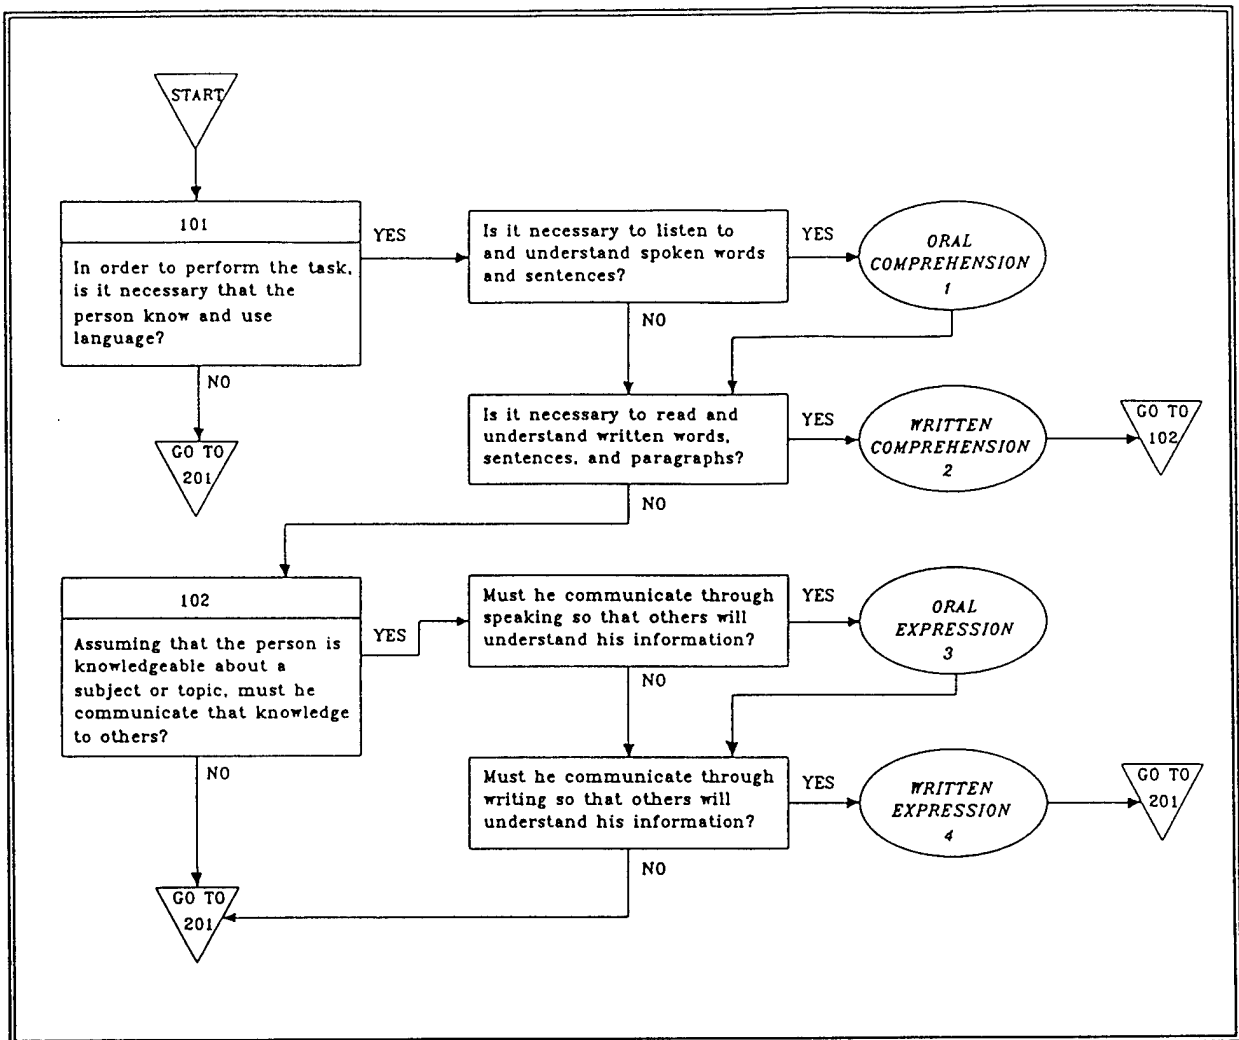 START
101
In order to perform the task,
is it necessary that the
person know and use
language?
YES
Is it necessary to listen to
and understand spoken words
and sentences?
YES
ORAL
COMPREHENSION
1
NO
NO
GO TO
201
Is it necessary to read and
understand written words,
sentences, and paragraphs?
YES
WRITTEN
COMPREHENSION
2
GO TO
102
NO
102
Assuming that the person is
knowledgeable about a
subject or topic, must he
communicate that knowledge
to others?
YES
Must he communicate through
speaking so that others will
understand his information?
YES
ORAL
EXPRESSION
3
NO
NO
Must he communicate through
writing so that others will
understand his information?
YES
WRITTEN
EXPRESSION
4
GO TO
201
NO
GO TO
201